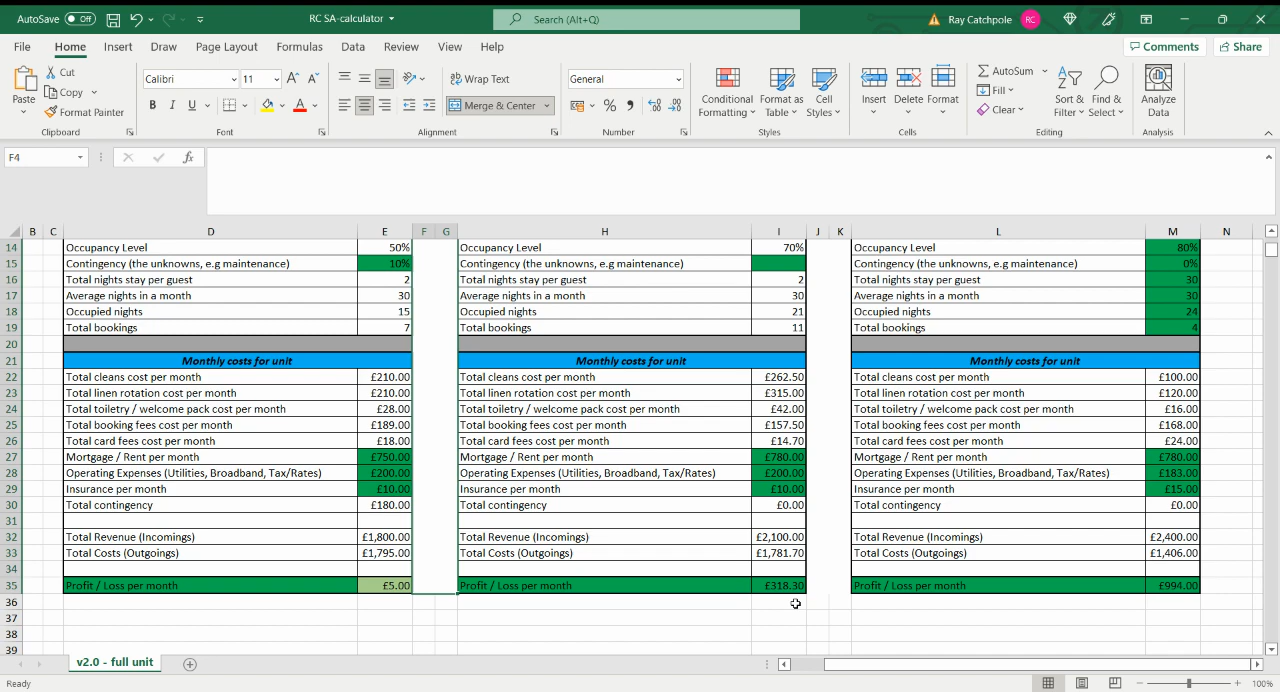 AutoSave Off RC SA-calculator Search (Alt+Q) Ray Catchpole RC
File Home Insert Draw Page Layout Formulas Data Review View Help Comments Share
Paste Cut Copy Format Painter Calibri 11 Wrap Text Merge & Center General Conditional Formatting Format as Table Cell Styles Insert Delete Format AutoSum Fill Clear Sort & Filter Find & Select Analyze Data
Clipboard Font Alignment Number Styles Cells Editing Analysis
F4 fx
B C D E F G H I J K L M N
14 Occupancy Level 50% Occupancy Level 70% Occupancy Level 80%
15 Contingency (the unknowns, e.g maintenance) 10% Contingency (the unknowns, e.g maintenance) Contingency (the unknowns, e.g maintenance) 0%
16 Total nights stay per guest 2 Total nights stay per guest 2 Total nights stay per guest 30
17 Average nights in a month 30 Average nights in a month 30 Average nights in a month 30
18 Occupied nights 15 Occupied nights 21 Occupied nights 24
19 Total bookings 7 Total bookings 11 Total bookings 4
20
21 Monthly costs for unit Monthly costs for unit Monthly costs for unit
22 Total cleans cost per month £210.00 Total cleans cost per month £262.50 Total cleans cost per month £100.00
23 Total linen rotation cost per month £210.00 Total linen rotation cost per month £315.00 Total linen rotation cost per month £120.00
24 Total toiletry / welcome pack cost per month £28.00 Total toiletry / welcome pack cost per month £42.00 Total toiletry / welcome pack cost per month £16.00
25 Total booking fees cost per month £189.00 Total booking fees cost per month £157.50 Total booking fees cost per month £168.00
26 Total card fees cost per month £18.00 Total card fees cost per month £14.70 Total card fees cost per month £24.00
27 Mortgage / Rent per month £750.00 Mortgage / Rent per month £780.00 Mortgage / Rent per month £780.00
28 Operating Expenses (Utilities, Broadband, Tax/Rates) £200.00 Operating Expenses (Utilities, Broadband, Tax/Rates) £200.00 Operating Expenses (Utilities, Broadband, Tax/Rates) £183.00
29 Insurance per month £10.00 Insurance per month £10.00 Insurance per month £15.00
30 Total contingency £180.00 Total contingency £0.00 Total contingency £0.00
31
32 Total Revenue (Incomings) £1,800.00 Total Revenue (Incomings) £2,100.00 Total Revenue (Incomings) £2,400.00
33 Total Costs (Outgoings) £1,795.00 Total Costs (Outgoings) £1,781.70 Total Costs (Outgoings) £1,406.00
34
35 Profit / Loss per month £5.00 Profit / Loss per month £318.30 Profit / Loss per month £994.00
36
37
38
39
v2.0 - full unit
Ready 100%